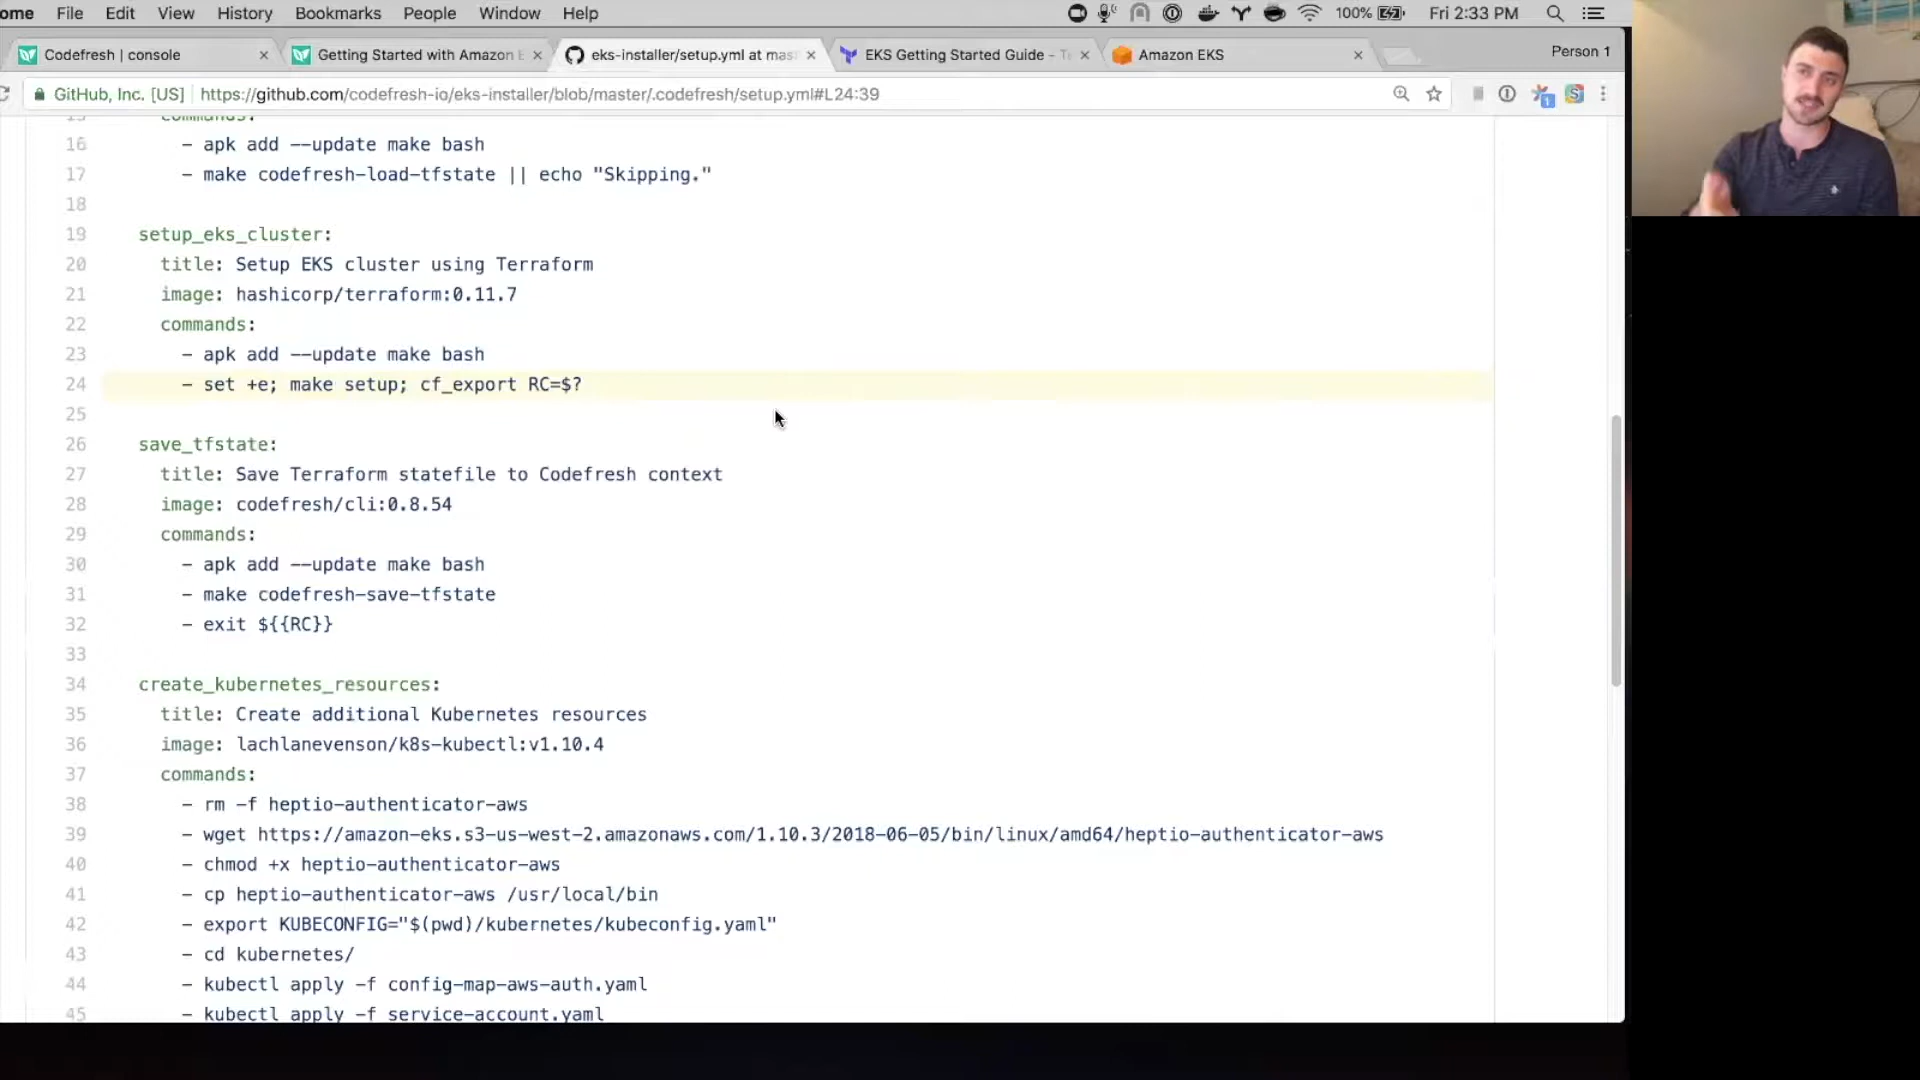 ome File Edit View History Bookmarks People Window Help 100% Fri 2:33 PM
Codefresh | console
Getting Started with Amazon E
eks-installer/setup.yml at mas
EKS Getting Started Guide - Te
Amazon EKS
Person 1
GitHub, Inc. [US] https://github.com/codefresh-io/eks-installer/blob/master/.codefresh/setup.yml#L24:39
15 commands:
16 - apk add --update make bash
17 - make codefresh-load-tfstate || echo "Skipping."
18
19 setup_eks_cluster:
20 title: Setup EKS cluster using Terraform
21 image: hashicorp/terraform:0.11.7
22 commands:
23 - apk add --update make bash
24 - set +e; make setup; cf_export RC=$?
25
26 save_tfstate:
27 title: Save Terraform statefile to Codefresh context
28 image: codefresh/cli:0.8.54
29 commands:
30 - apk add --update make bash
31 - make codefresh-save-tfstate
32 - exit ${{RC}}
33
34 create_kubernetes_resources:
35 title: Create additional Kubernetes resources
36 image: lachlanevenson/k8s-kubectl:v1.10.4
37 commands:
38 - rm -f heptio-authenticator-aws
39 - wget https://amazon-eks.s3-us-west-2.amazonaws.com/1.10.3/2018-06-05/bin/linux/amd64/heptio-authenticator-aws
40 - chmod +x heptio-authenticator-aws
41 - cp heptio-authenticator-aws /usr/local/bin
42 - export KUBECONFIG="$(pwd)/kubernetes/kubeconfig.yaml"
43 - cd kubernetes/
44 - kubectl apply -f config-map-aws-auth.yaml
45 - kubectl apply -f service-account.yaml